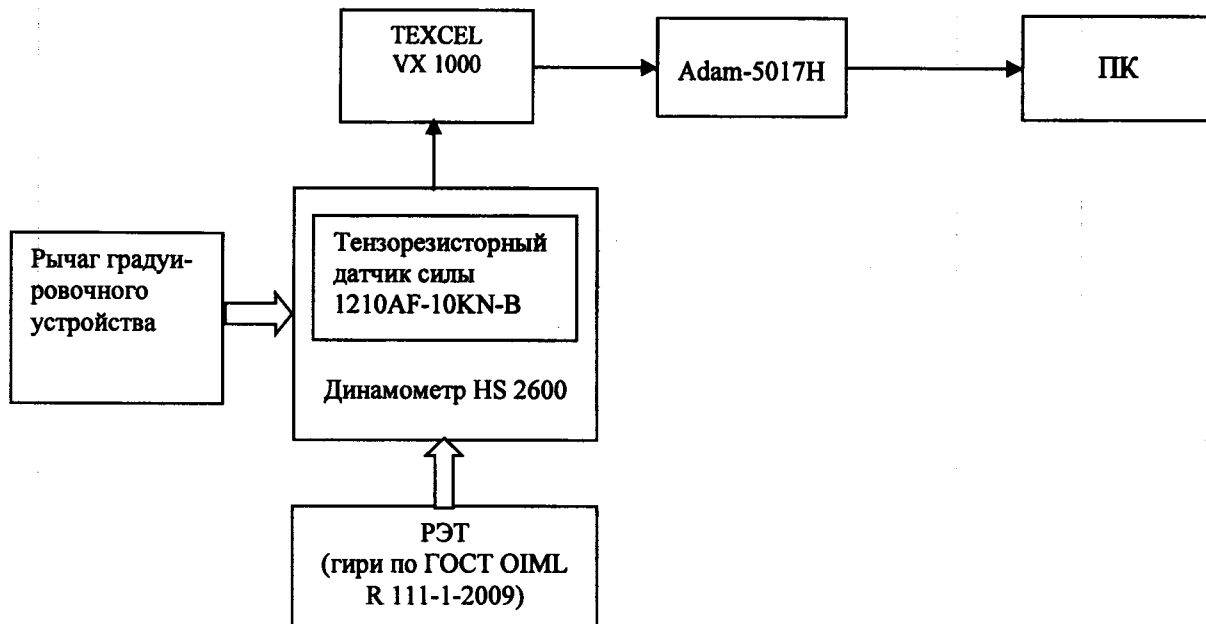 TEXCEL
VX 1000
Adam-5017H
ПК
Рычаг градуи-
ровочного
устройства
Тензорезисторный
датчик силы
1210AF-10KN-B
Динамометр HS 2600
РЭТ
(гири по ГОСТ OIML
R 111-1-2009)